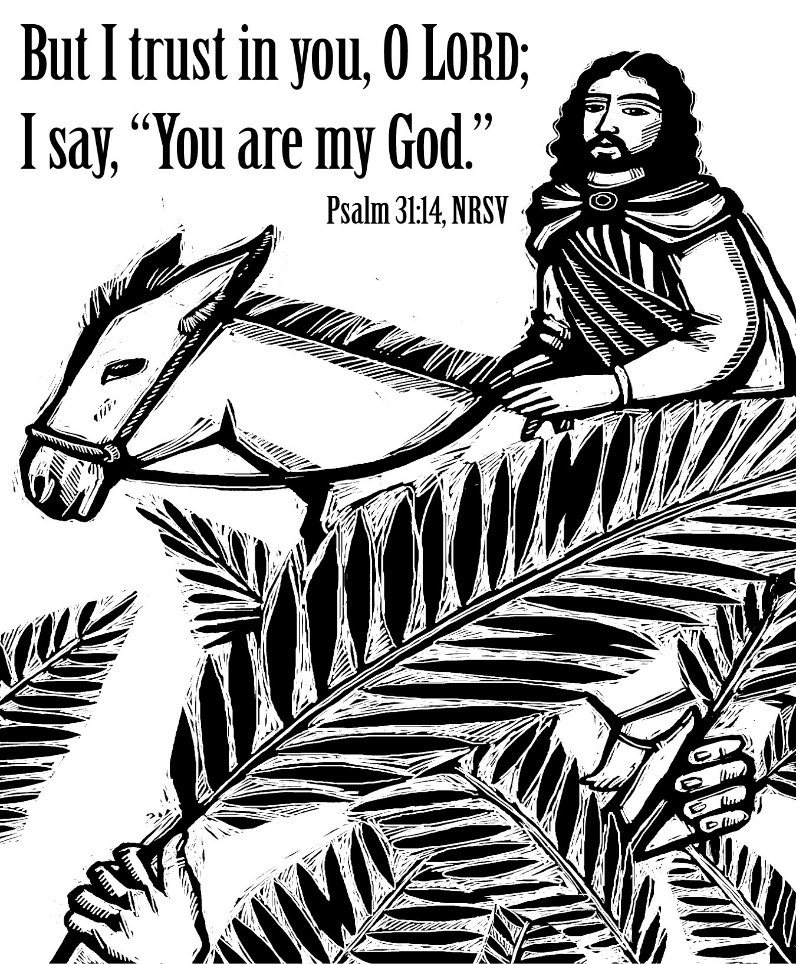 But I trust in you, O LORD;
I say, “You are my God.”
Psalm 31:14, NRSV